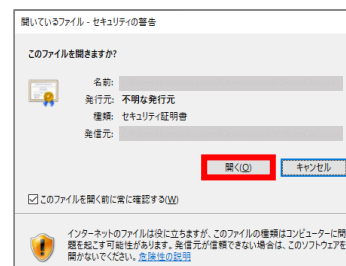 開いているファイル - セキュリティの警告
このファイルを開きますか?
名前:
発行元: 不明な発行元
種類: セキュリティ証明書
発信元:
開く(O) キャンセル
このファイルを開く前に常に確認する(W)
インターネットのファイルは役に立ちますが、このファイルの種類はコンピューターに問
題を起こす可能性があります。発信元が信頼できない場合は、このソフトウェアを
開かないでください。危険性の説明